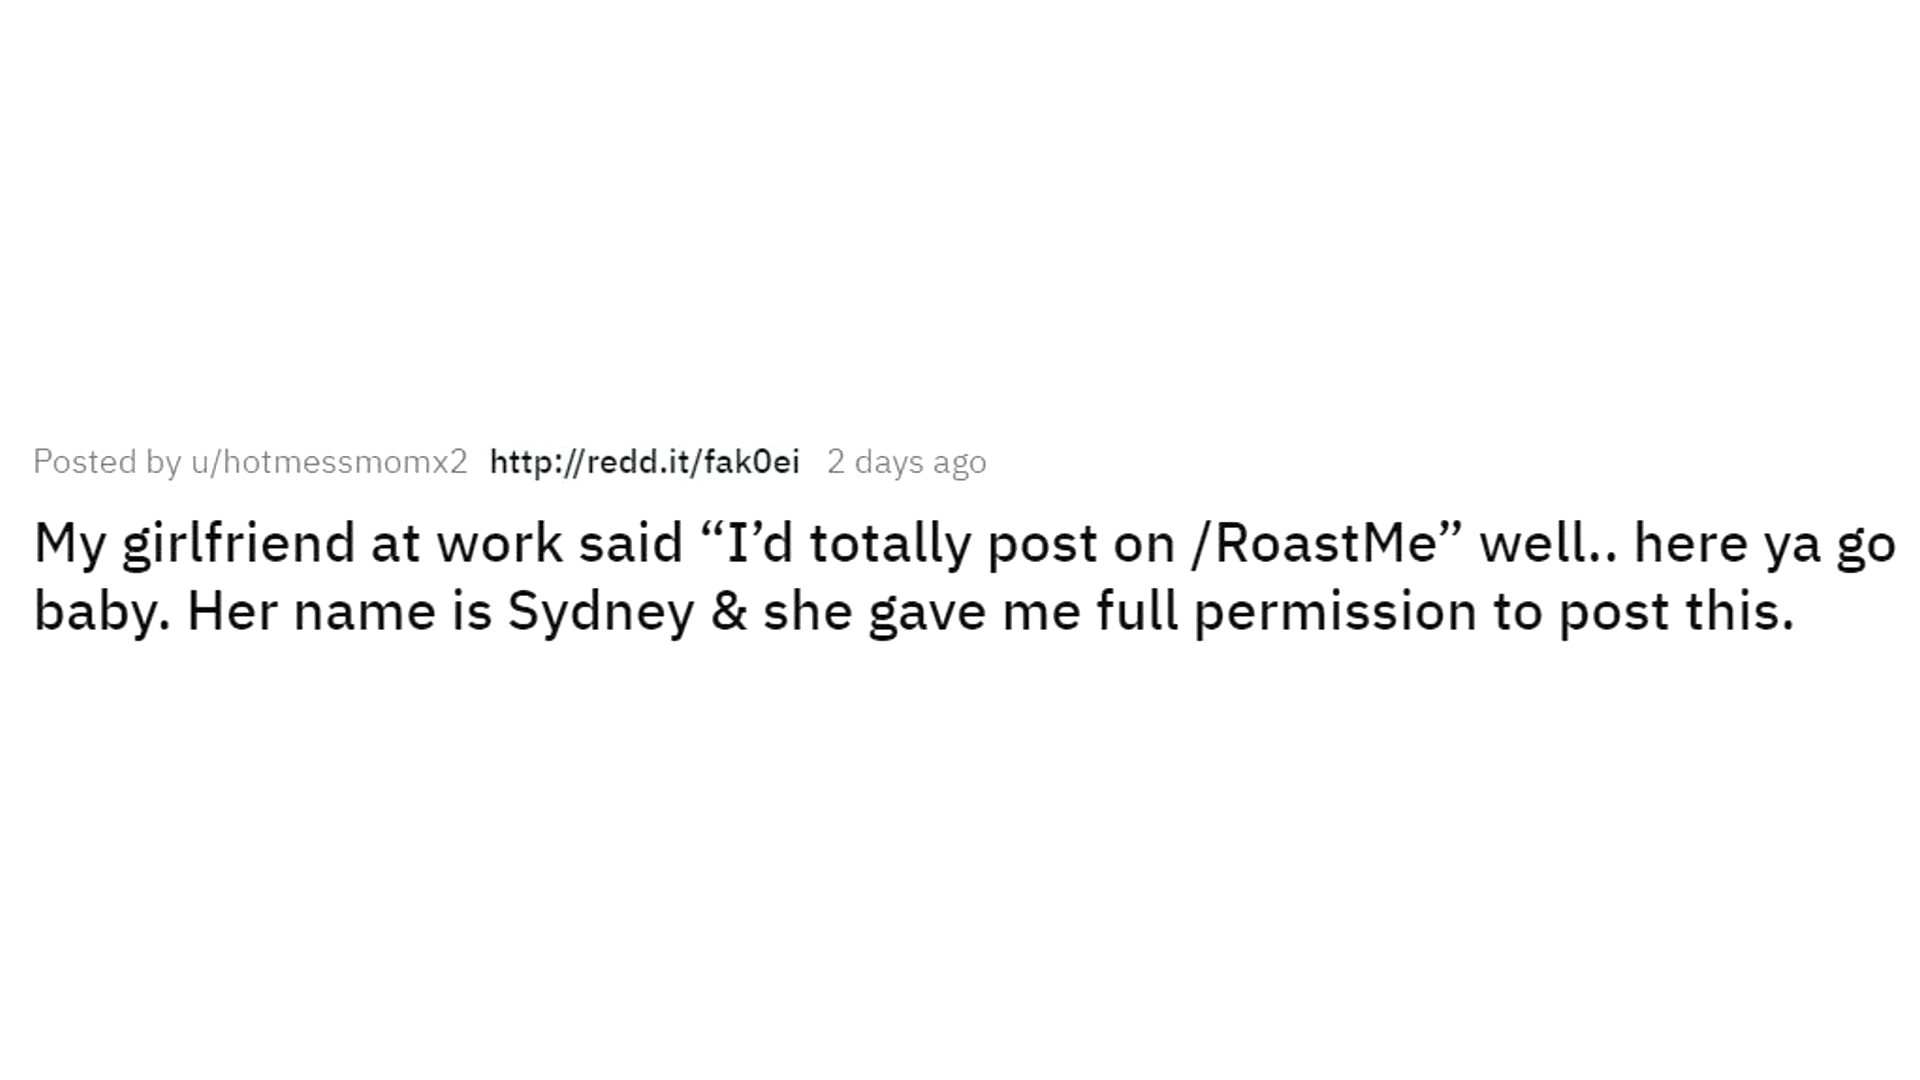 Posted by u/hotmessmomx2 http://redd.it/fak0ei 2 days ago
My girlfriend at work said “I’d totally post on /RoastMe” well.. here ya go
baby. Her name is Sydney & she gave me full permission to post this.